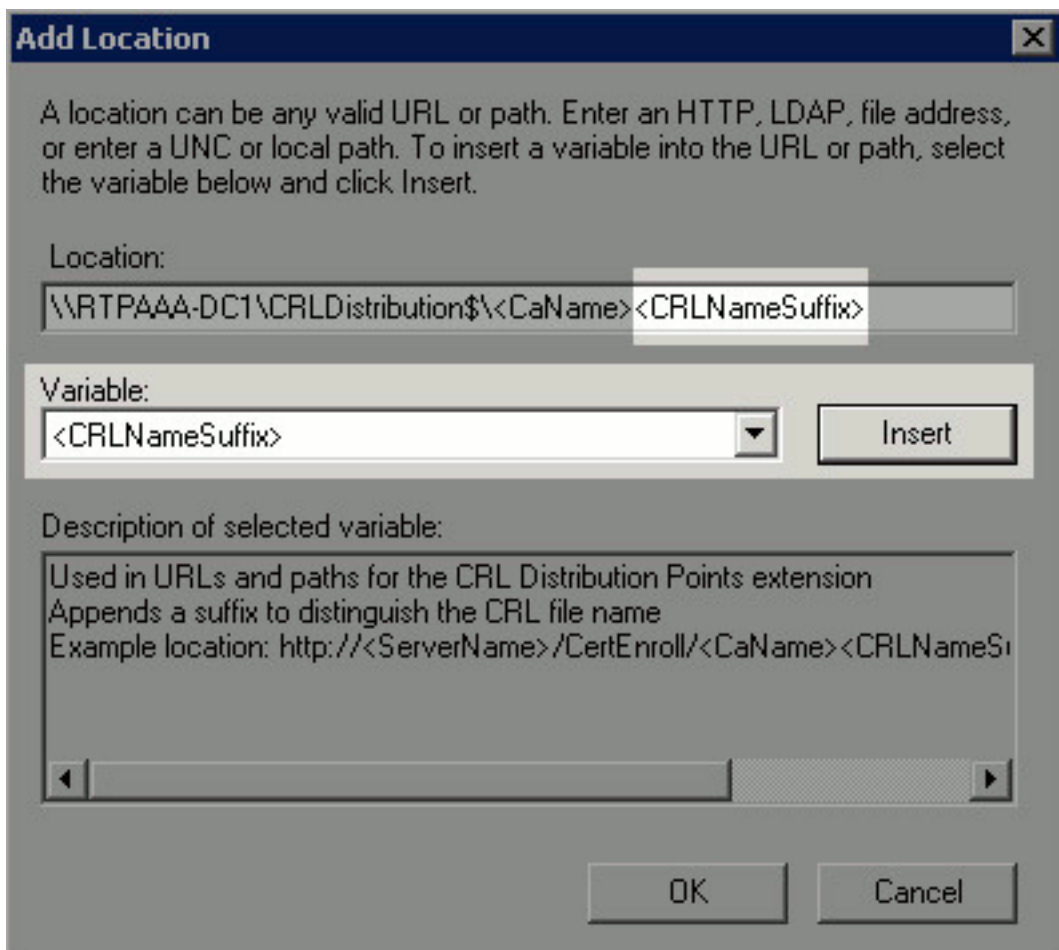 Add Location
A location can be any valid URL or path. Enter an HTTP, LDAP, file address,
or enter a UNC or local path. To insert a variable into the URL or path, select
the variable below and click Insert.
Location:
\\RTPAAA-DC1\CRLDistribution$\<CaName><CRLNameSuffix>
Variable:
<CRLNameSuffix>
Insert
Description of selected variable:
Used in URLs and paths for the CRL Distribution Points extension
Appends a suffix to distinguish the CRL file name
Example location: http://<ServerName>/CertEnroll/<CaName><CRLNameSu
OK
Cancel